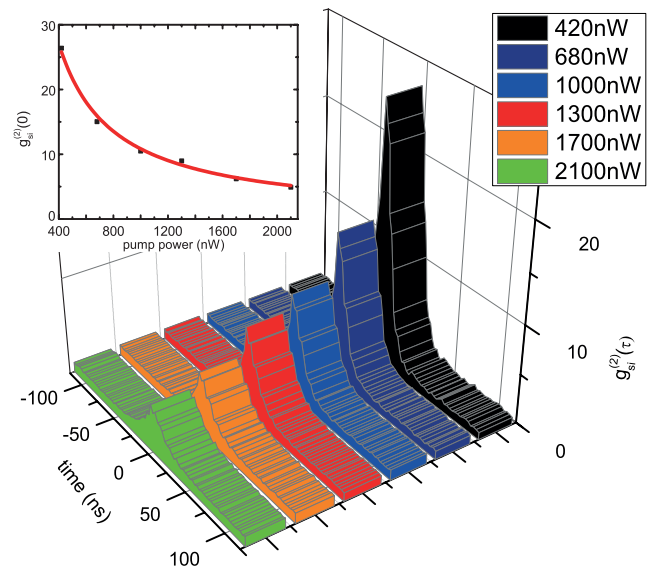 30
20
10
0
g_si^(2)(0)
400 800 1200 1600 2000
pump power (nW)
420nW
680nW
1000nW
1300nW
1700nW
2100nW
20
10
0
g_si^(2)(τ)
-100
-50
0
50
100
time (ns)